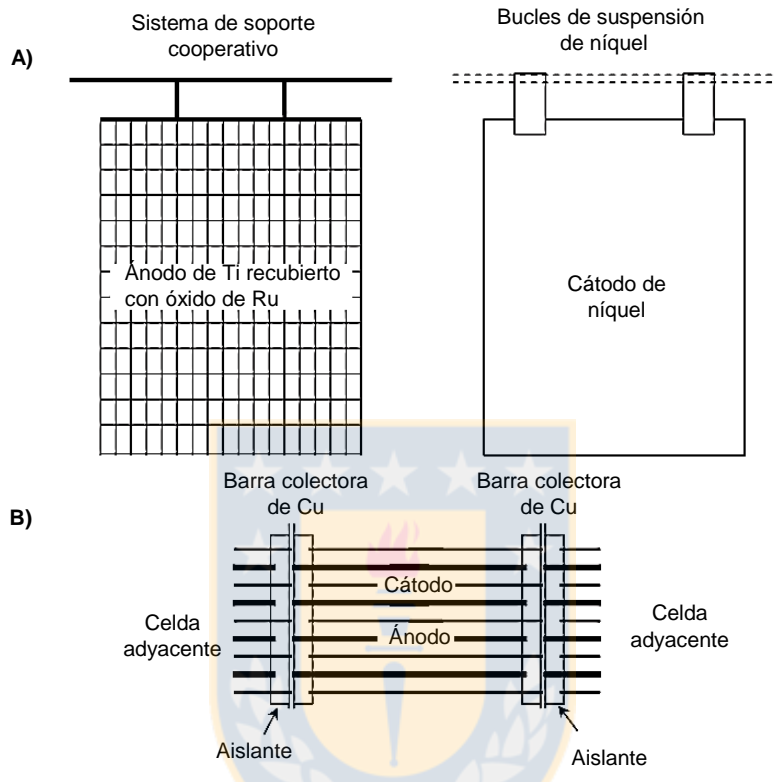 Sistema de soporte
cooperativo
Bucles de suspensión
de níquel
A)
Ánodo de Ti recubierto
con óxido de Ru
Cátodo de
níquel
Barra colectora
de Cu
Barra colectora
de Cu
B)
Cátodo
Ánodo
Celda
adyacente
Celda
adyacente
Aislante
Aislante